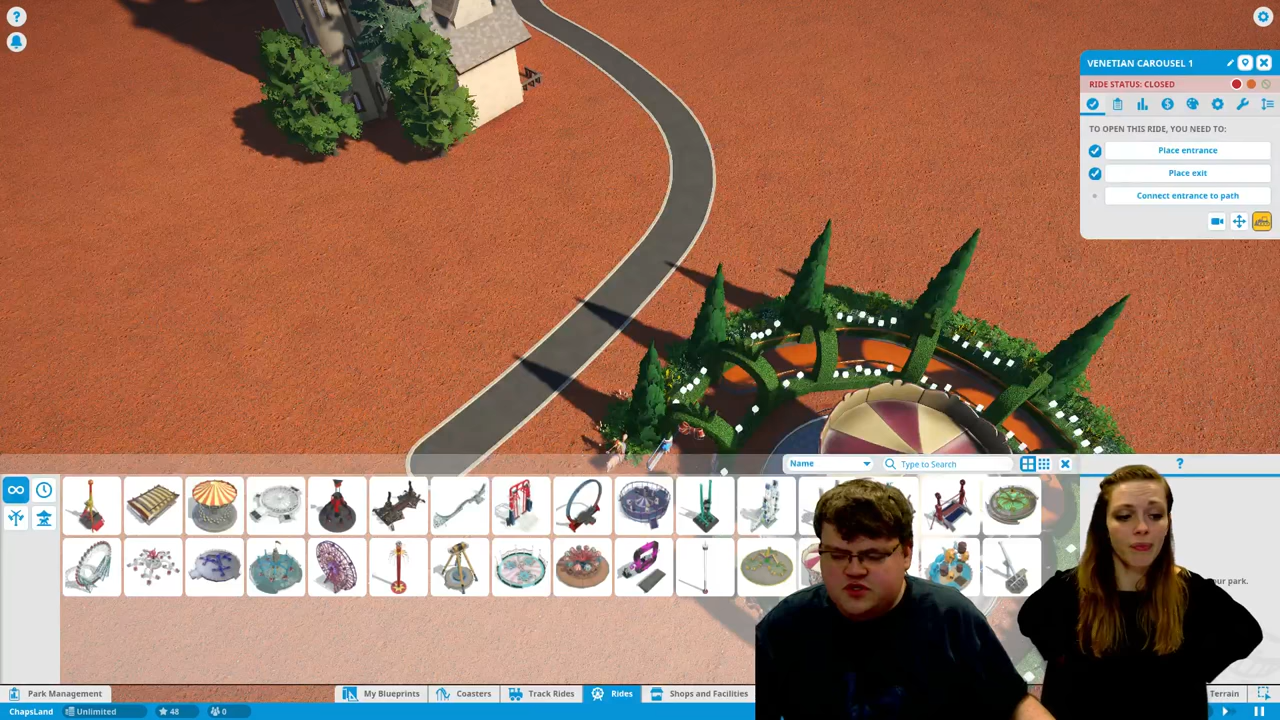 VENETIAN CAROUSEL 1
RIDE STATUS: CLOSED
TO OPEN THIS RIDE, YOU NEED TO:
Place entrance
Place exit
Connect entrance to path
Name
Type to Search
our park.
Park Management
My Blueprints
Coasters
Track Rides
Rides
Shops and Facilities
Terrain
ChapsLand
Unlimited
48
0